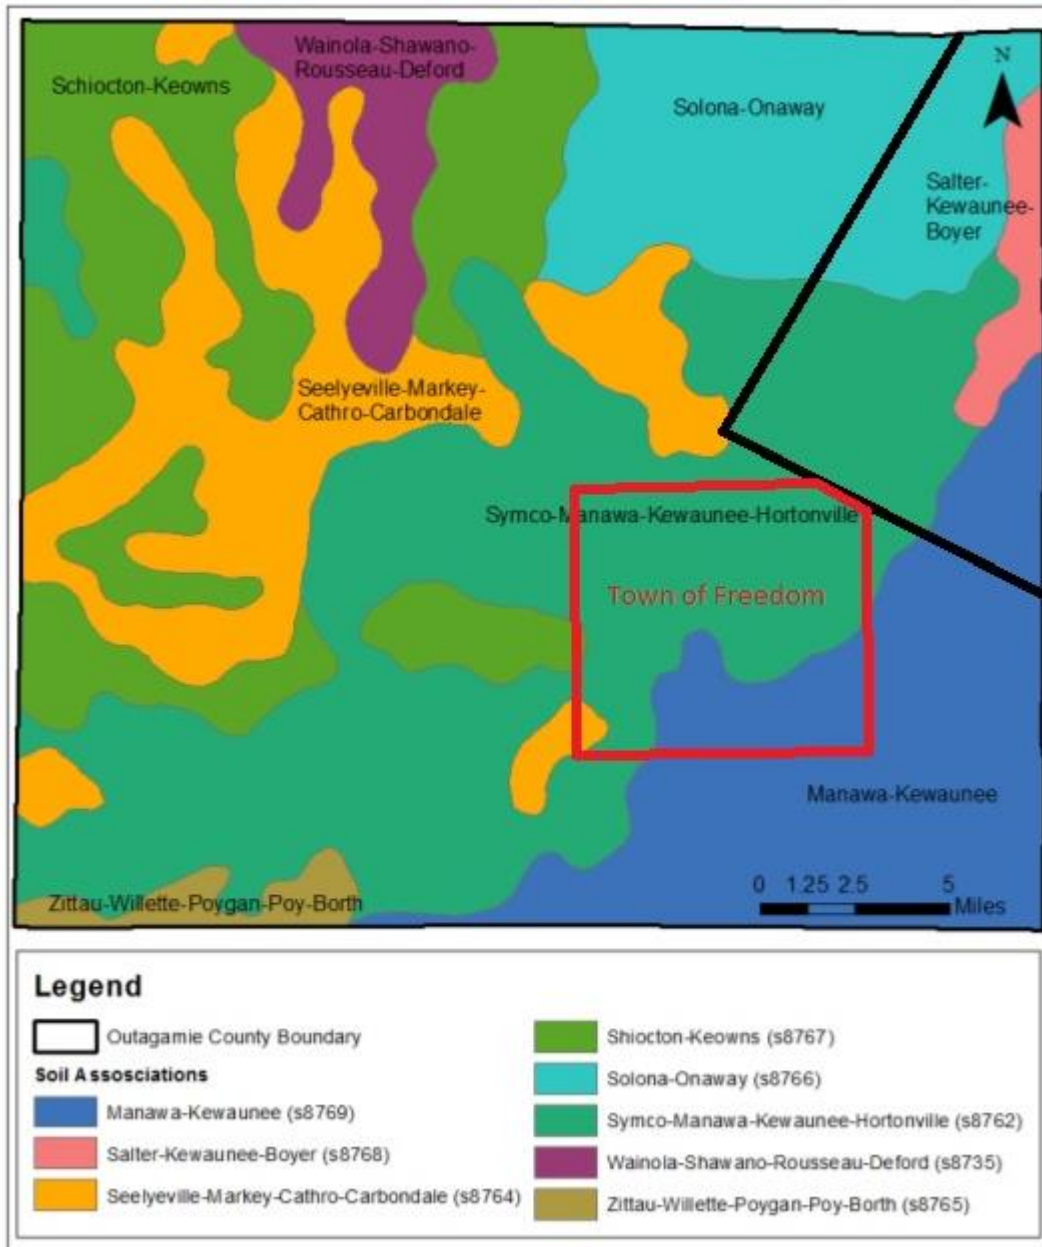 Wainola-Shawano-
Rousseau-Deford
Schiocton-Keowns
Solona-Onaway
N
Salter-
Kewaunee-
Boyer
Seelyeville-Markey-
Cathro-Carbondale
Symco-Manawa-Kewaunee-Hortonville
Town of Freedom
Manawa-Kewaunee
Zittau-Willette-Poygan-Poy-Borth
0 1.25 2.5 5
Miles
Legend
Outagamie County Boundary
Soil Assosciations
Manawa-Kewaunee (s8769)
Salter-Kewaunee-Boyer (s8768)
Seelyeville-Markey-Cathro-Carbondale (s8764)
Shiocton-Keowns (s8767)
Solona-Onaway (s8766)
Symco-Manawa-Kewaunee-Hortonville (s8762)
Wainola-Shawano-Rousseau-Deford (s8735)
Zittau-Willette-Poygan-Poy-Borth (s8765)